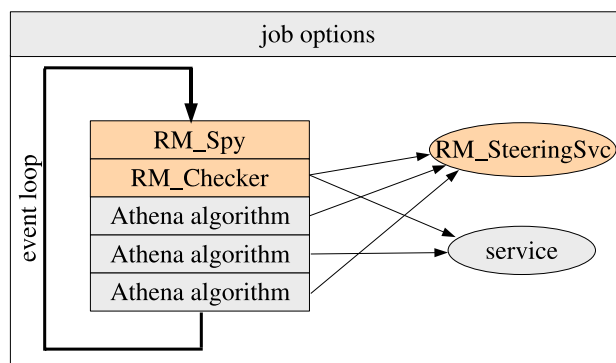 job options
event loop
RM_Spy
RM_Checker
Athena algorithm
Athena algorithm
Athena algorithm
RM_SteeringSvc
service